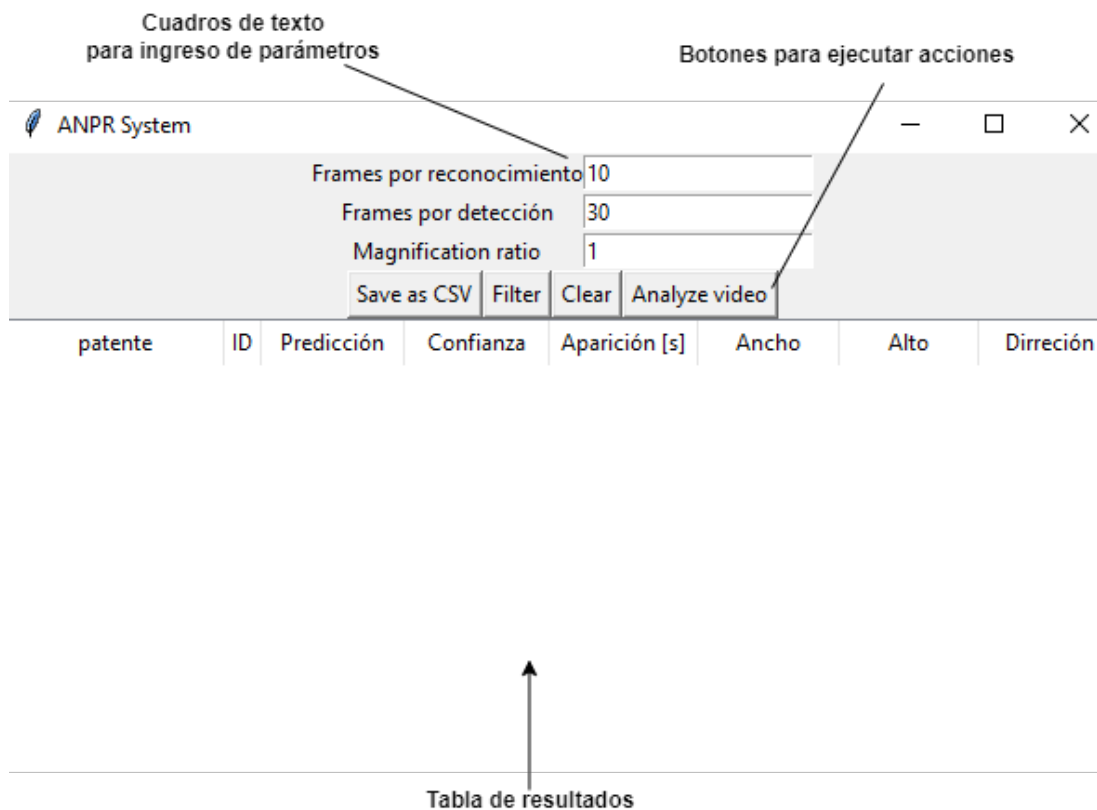 Cuadros de texto
para ingreso de parámetros
Botones para ejecutar acciones
ANPR System
Frames por reconocimiento 10
Frames por detección 30
Magnification ratio 1
Save as CSV Filter Clear Analyze video
patente ID Predicción Confianza Aparición [s] Ancho Alto Dirreción
Tabla de resultados